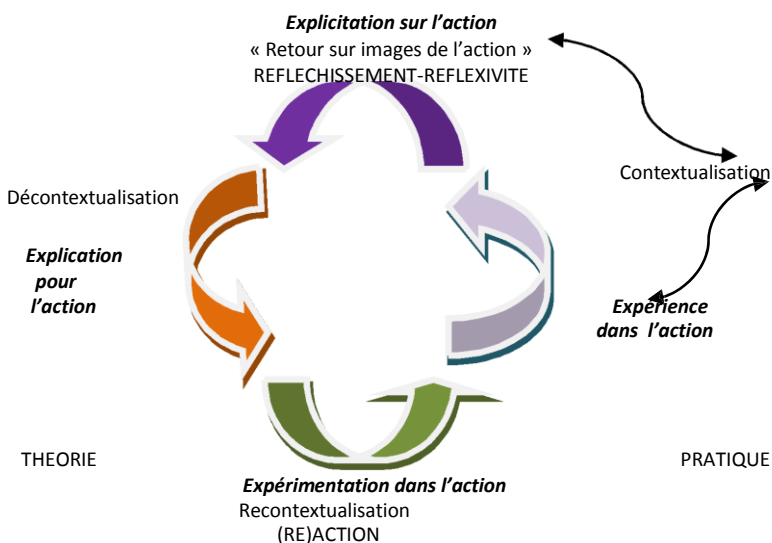 Explicitation sur l’action
« Retour sur images de l’action »
REFLECHISSEMENT-REFLEXIVITE
Contextualisation
Décontextualisation
Explication
pour
l’action
Expérience
dans l’action
THEORIE
PRATIQUE
Expérimentation dans l’action
Recontextualisation
(RE)ACTION